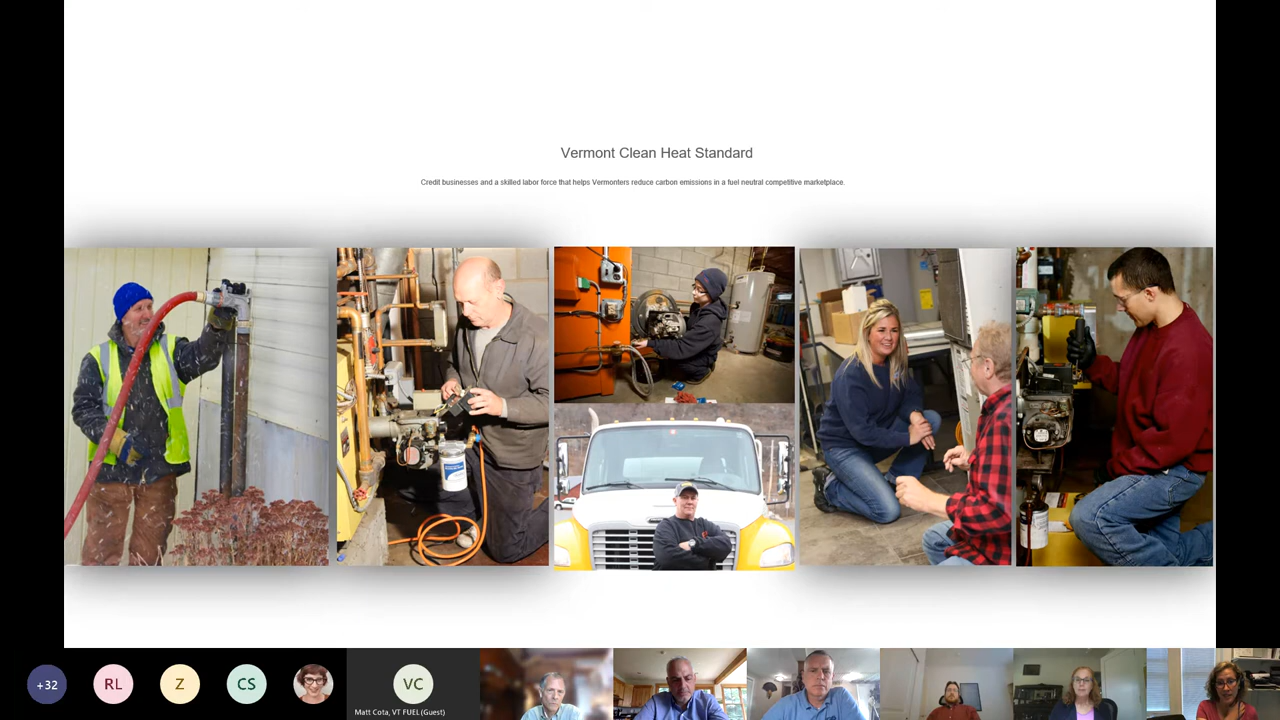 Vermont Clean Heat Standard
Credit businesses and a skilled labor force that helps Vermonters reduce carbon emissions in a fuel neutral competitive marketplace.
+32
RL
Z
CS
VC
Matt Cota, VT FUEL (Guest)